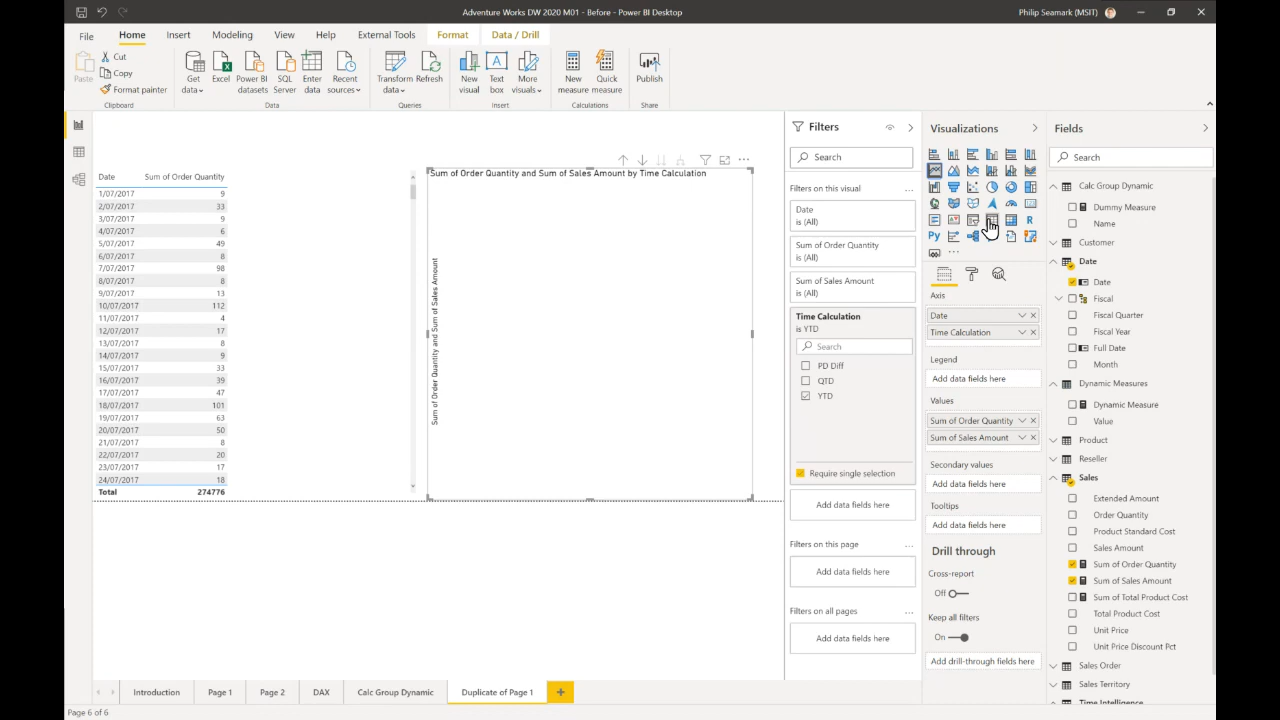 Adventure Works DW 2020 M01 - Before - Power BI Desktop
Philip Seamark (MSIT)
File Home Insert Modeling View Help External Tools Format Data / Drill
Paste
Cut
Copy
Format painter
Clipboard
Get data
Excel
Power BI datasets
SQL Server
Enter data
Recent sources
Data
Transform data
Refresh
Queries
New visual
Text box
More visuals
Insert
New measure
Quick measure
Calculations
Publish
Share
Date Sum of Order Quantity
1/07/2017 9
2/07/2017 33
3/07/2017 9
4/07/2017 6
5/07/2017 49
6/07/2017 8
7/07/2017 98
8/07/2017 8
9/07/2017 13
10/07/2017 112
11/07/2017 4
12/07/2017 17
13/07/2017 8
14/07/2017 9
15/07/2017 33
16/07/2017 39
17/07/2017 47
18/07/2017 101
19/07/2017 63
20/07/2017 50
21/07/2017 8
22/07/2017 20
23/07/2017 17
24/07/2017 18
Total 274776
Sum of Order Quantity and Sum of Sales Amount by Time Calculation
Sum of Order Quantity and Sum of Sales Amount
Filters
Search
Filters on this visual ...
Date
is (All)
Sum of Order Quantity
is (All)
Sum of Sales Amount
is (All)
Time Calculation
is YTD
Search
PD Diff
QTD
YTD
Require single selection
Add data fields here
Filters on this page ...
Add data fields here
Filters on all pages ...
Add data fields here
Visualizations
R
Py
...
Axis
Date
Time Calculation
Legend
Add data fields here
Values
Sum of Order Quantity
Sum of Sales Amount
Secondary values
Add data fields here
Tooltips
Add data fields here
Drill through
Cross-report
Off
Keep all filters
On
Add drill-through fields here
Fields
Search
Calc Group Dynamic
Dummy Measure
Name
Customer
Date
Date
Fiscal
Fiscal Quarter
Fiscal Year
Full Date
Month
Dynamic Measures
Dynamic Measure
Value
Product
Reseller
Sales
Extended Amount
Order Quantity
Product Standard Cost
Sales Amount
Sum of Order Quantity
Sum of Sales Amount
Sum of Total Product Cost
Total Product Cost
Unit Price
Unit Price Discount Pct
Sales Order
Sales Territory
Time Intelligence
Introduction Page 1 Page 2 DAX Calc Group Dynamic Duplicate of Page 1 +
Page 6 of 6